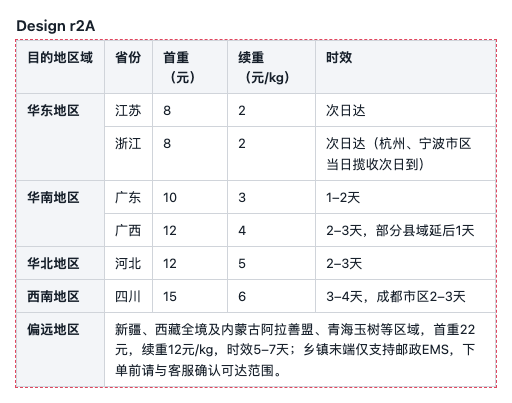 Design r2A
目的地区域 省份 首重 续重 时效
（元） （元/kg）
华东地区 江苏 8 2 次日达
浙江 8 2 次日达（杭州、宁波市区
当日揽收次日到）
华南地区 广东 10 3 1–2天
广西 12 4 2–3天，部分县域延后1天
华北地区 河北 12 5 2–3天
西南地区 四川 15 6 3–4天，成都市区2–3天
偏远地区 新疆、西藏全境及内蒙古阿拉善盟、青海玉树等区域，首重22
元，续重12元/kg，时效5–7天；乡镇末端仅支持邮政EMS，下
单前请与客服确认可达范围。